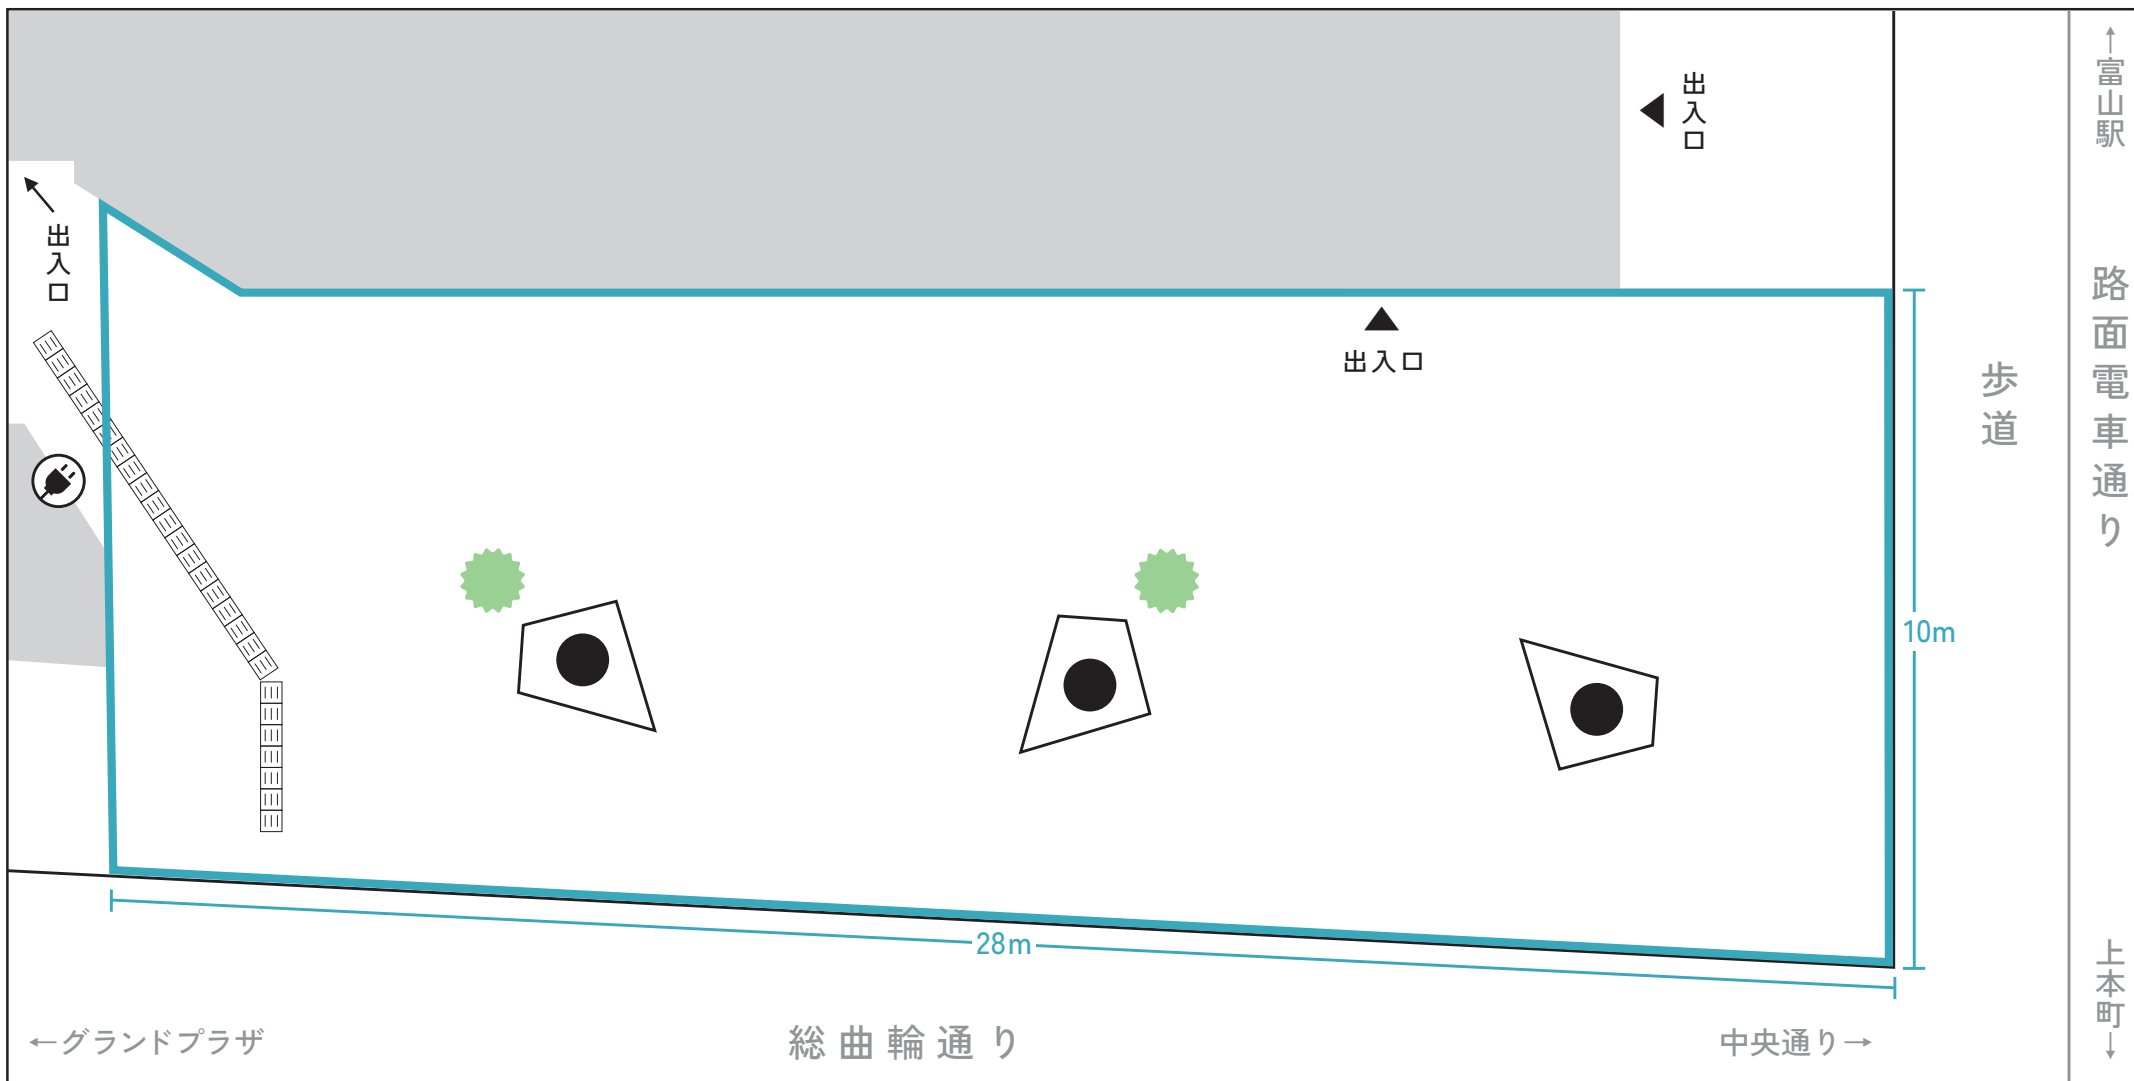 出入口
↑富山駅
出入口
路面電車通り
出入口
歩道
10m
28m
←グランドプラザ
総曲輪通り
中央通り→
上本町↓